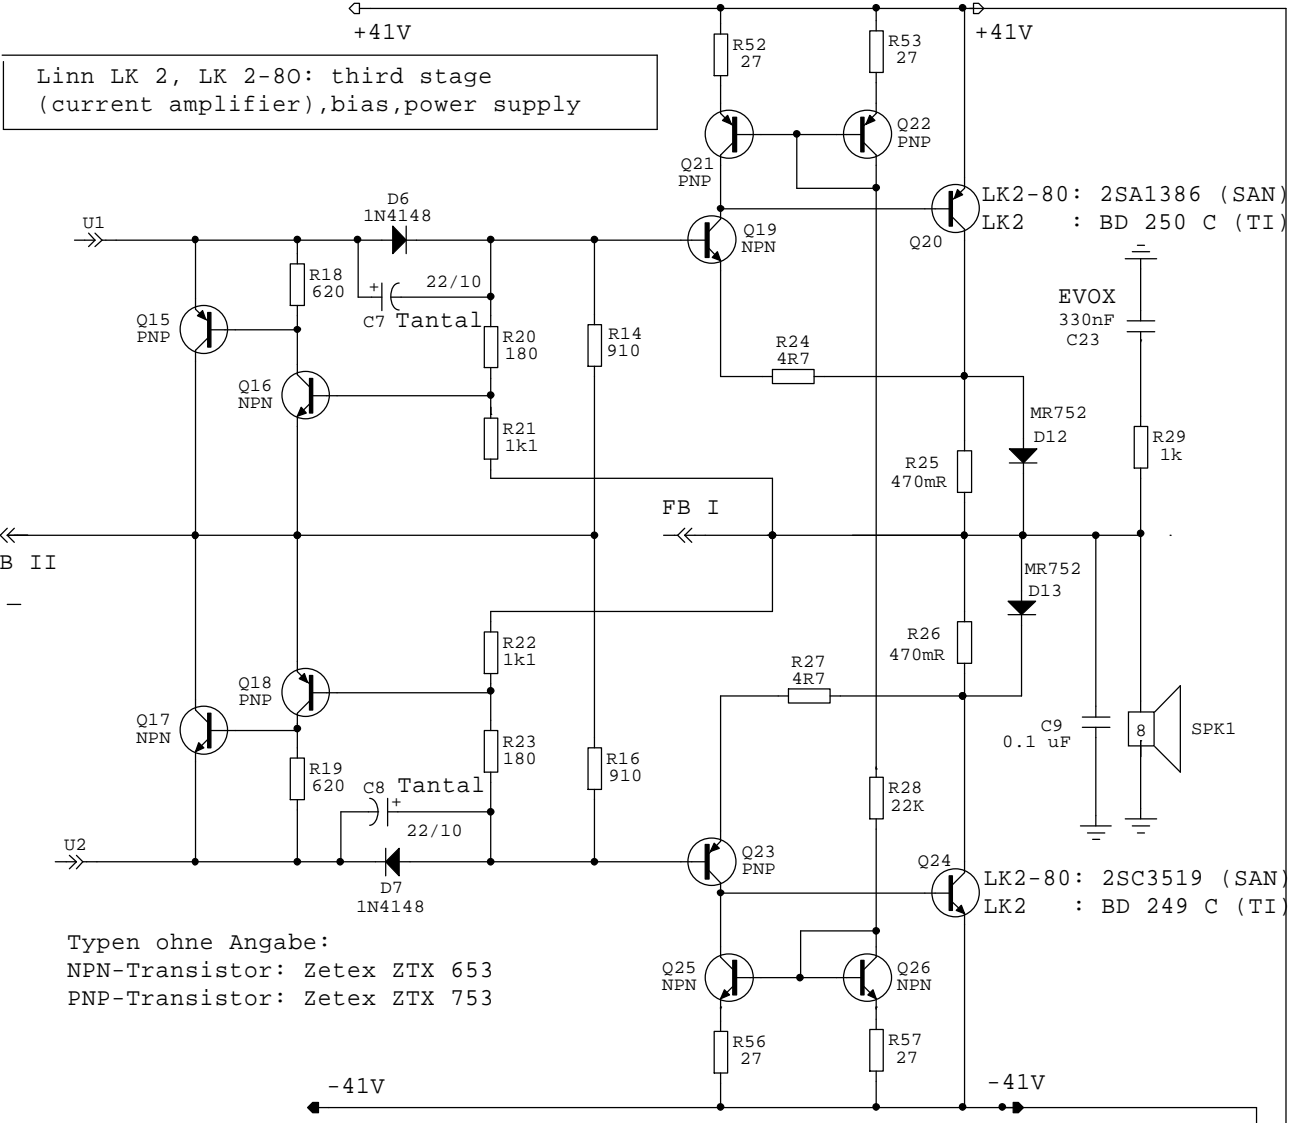 +41V
+41V
Linn LK 2, LK 2-8O: third stage
(current amplifier),bias,power supply
R52
27
R53
27
Q21
PNP
Q22
PNP
LK2-80: 2SA1386 (SAN)
LK2 : BD 250 C (TI)
Q20
U1
D6
1N4148
Q19
NPN
R18
620
+
22/10
C7 Tantal
Q15
PNP
R20
180
R14
910
EVOX
330nF
C23
R24
4R7
Q16
NPN
R21
1k1
MR752
D12
R29
1k
R25
470mR
FB I
B II
MR752
D13
R22
1k1
R26
470mR
R27
4R7
Q18
PNP
Q17
NPN
R23
180
C9
0.1 uF
8
SPK1
R19
620
C8 Tantal
+
22/10
R16
910
R28
22K
U2
D7
1N4148
Q23
PNP
Q24
LK2-80: 2SC3519 (SAN)
LK2 : BD 249 C (TI)
Typen ohne Angabe:
NPN-Transistor: Zetex ZTX 653
PNP-Transistor: Zetex ZTX 753
Q25
NPN
Q26
NPN
R56
27
R57
27
-41V
-41V